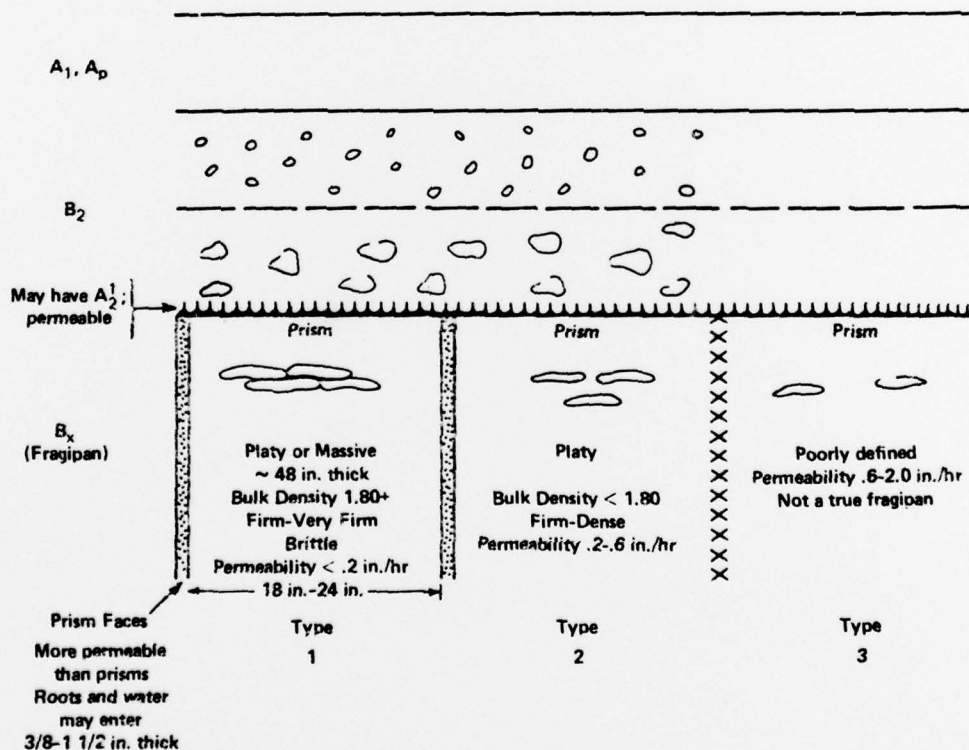 A₁, Aₚ
B₂
May have A₂¹;
permeable
Prism
Prism
Prism
Bₓ
(Fragipan)
Platy or Massive
~ 48 in. thick
Bulk Density 1.80+
Firm-Very Firm
Brittle
Permeability < .2 in./hr
18 in.-24 in.
Platy
Bulk Density < 1.80
Firm-Dense
Permeability .2-.6 in./hr
Poorly defined
Permeability .6-2.0 in./hr
Not a true fragipan
Prism Faces
More permeable
than prisms
Roots and water
may enter
3/8-1 1/2 in. thick
Type
1
Type
2
Type
3